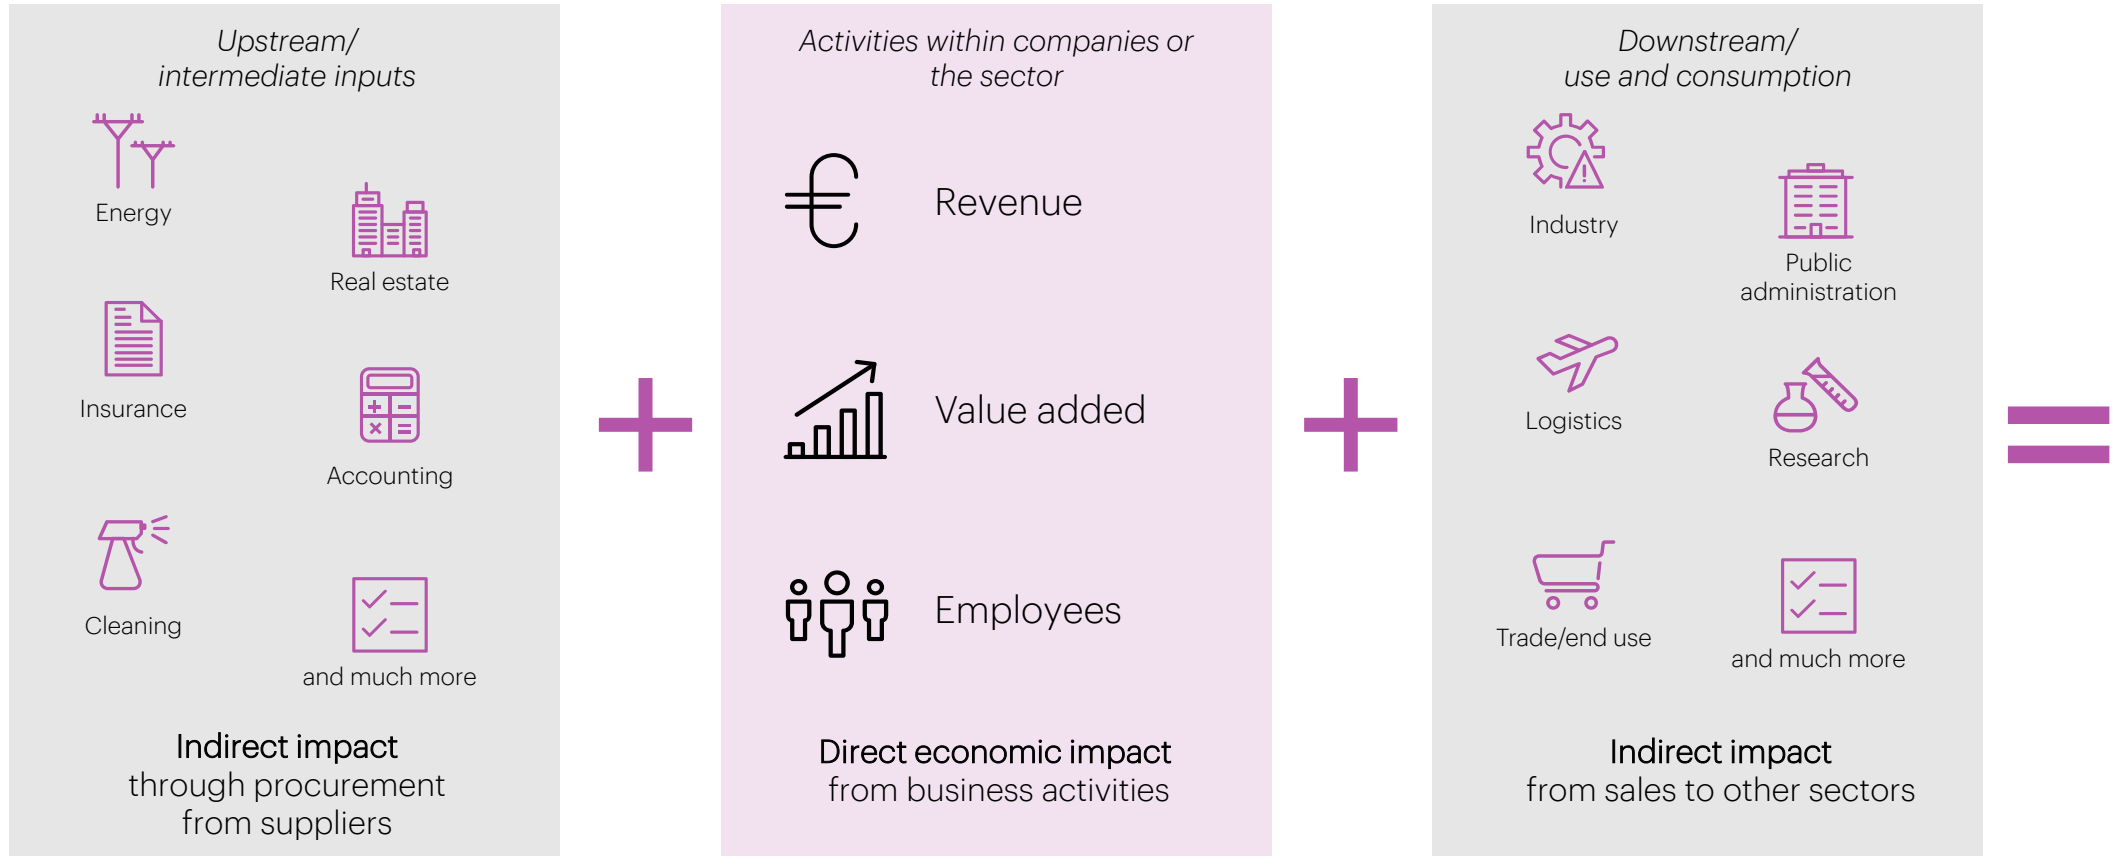 Upstream/
intermediate inputs
Energy
Real estate
Insurance
Accounting
Cleaning
and much more
Indirect impact
through procurement
from suppliers
Activities within companies or
the sector
Revenue
Value added
Employees
Direct economic impact
from business activities
Downstream/
use and consumption
Industry
Public
administration
Logistics
Research
Trade/end use
and much more
Indirect impact
from sales to other sectors